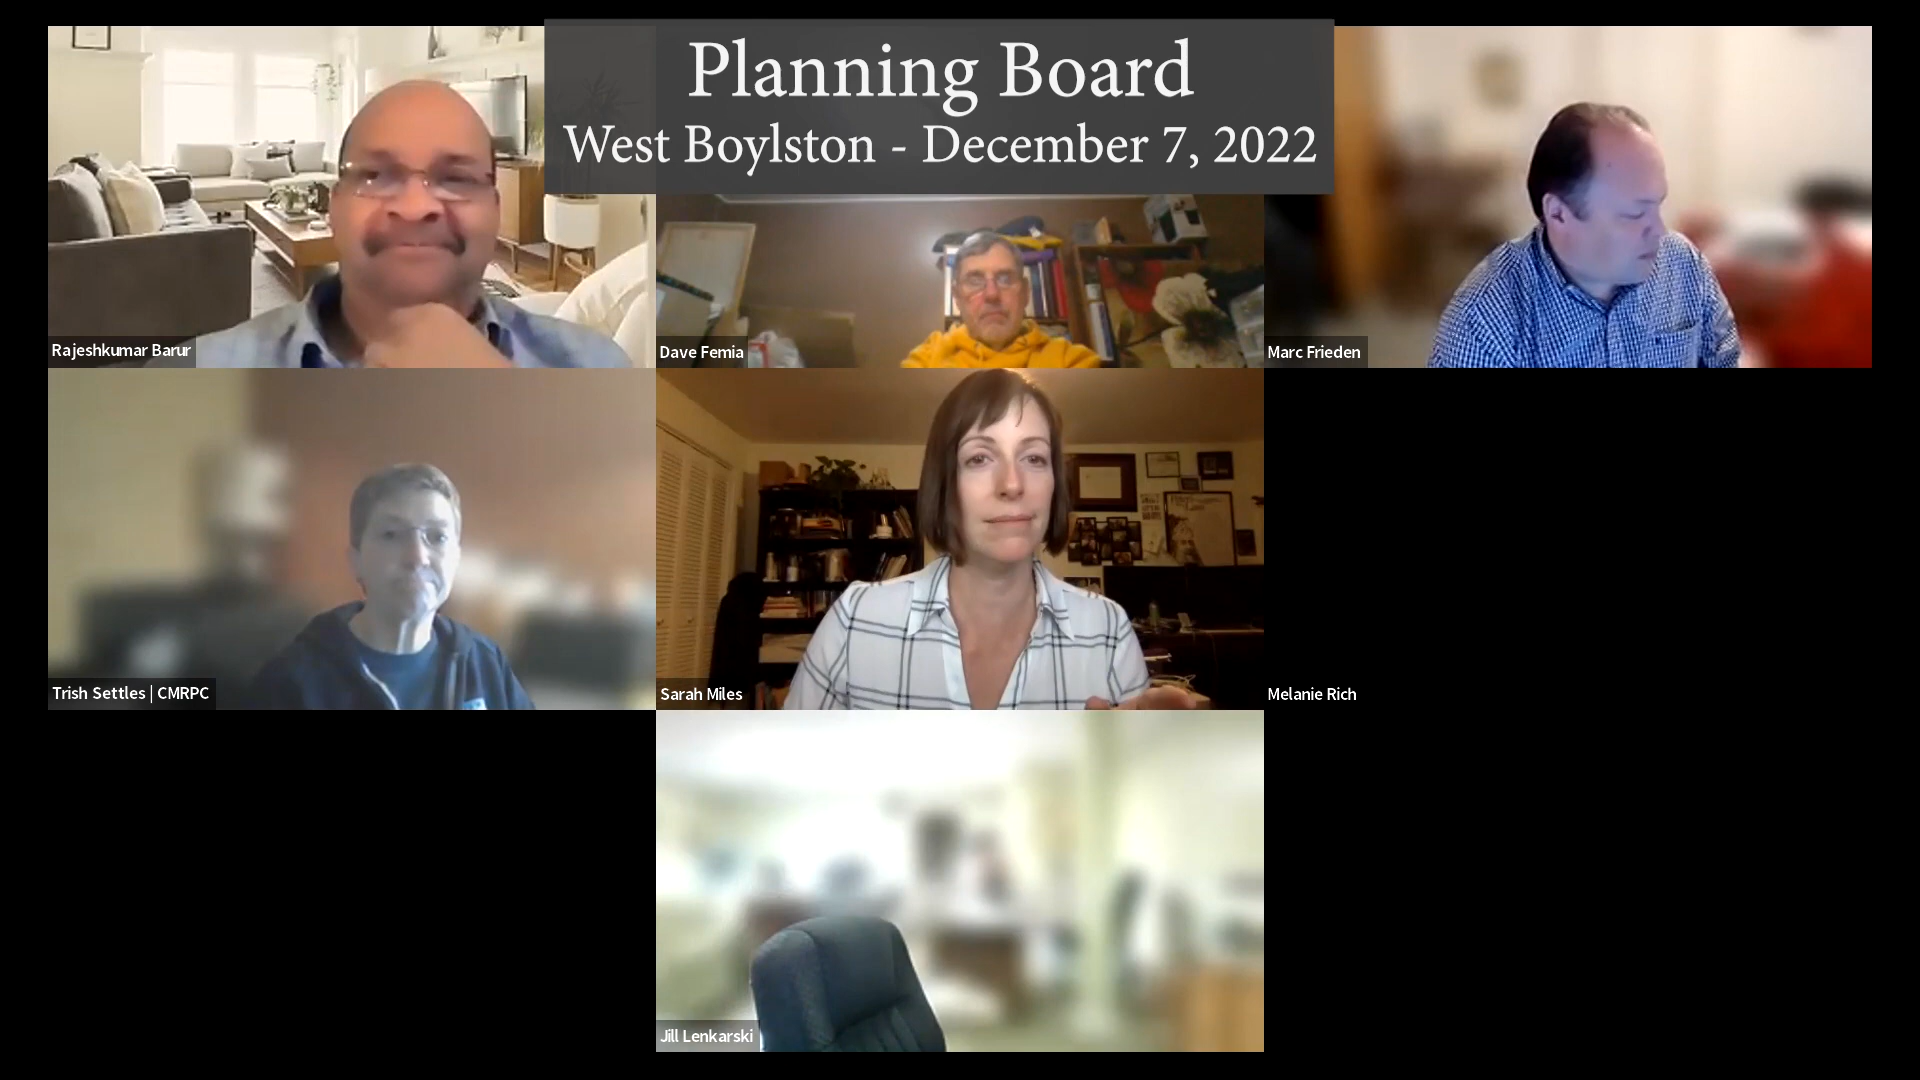 Planning Board
West Boylston - December 7, 2022
Rajeshkumar Barur
Dave Femia
Marc Frieden
Trish Settles | CMRPC
Sarah Miles
Melanie Rich
Jill Lenkarski